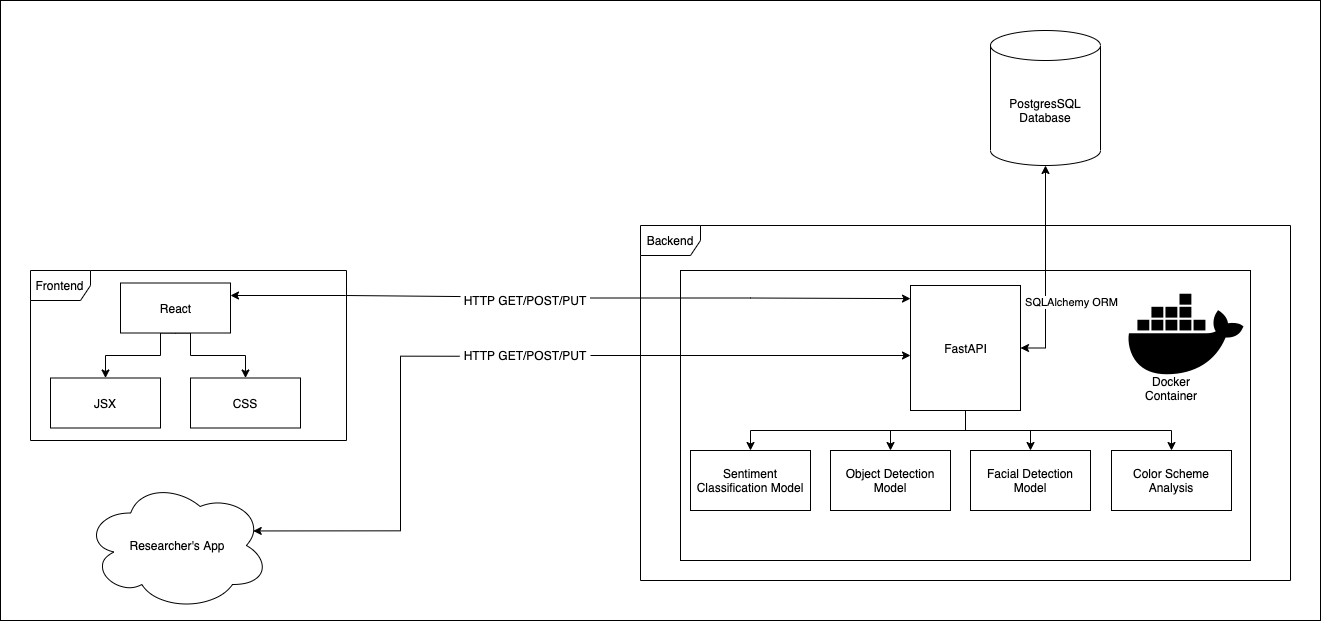 PostgresSQL
Database
Backend
Frontend
React
HTTP GET/POST/PUT
SQLAlchemy ORM
FastAPI
HTTP GET/POST/PUT
JSX
CSS
Docker
Container
Sentiment
Classification Model
Object Detection
Model
Facial Detection
Model
Color Scheme
Analysis
Researcher's App